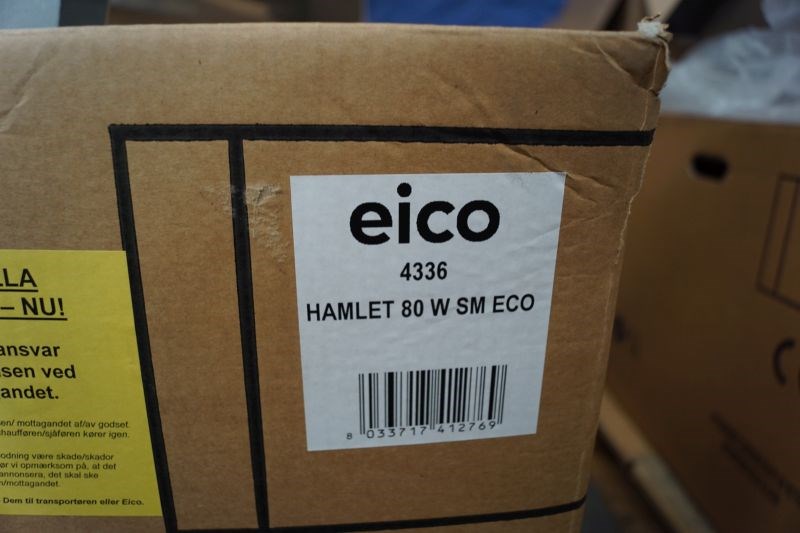 eico
4336
HAMLET 80 W SM ECO
8 033717 412769
LLA
– NU!
ansvar
sen ved
andet.
en/ mottagandet af/av godset.
chauffören/sjåføren kører igen.
odning være skade/skador
ør vi opmærksom på, at det
annonsera, det skal ske
en/mottagandet.
Dem til transportøren eller Eico.